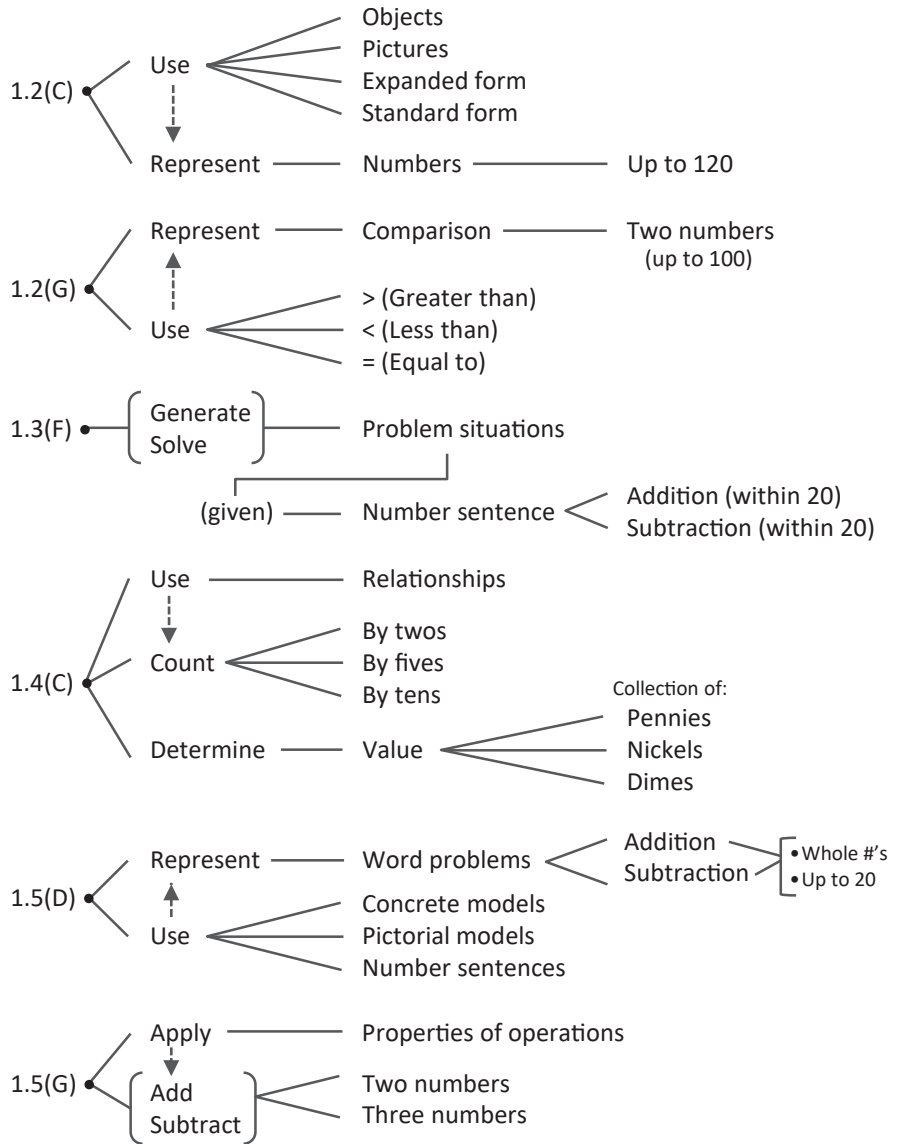 Objects
Use Pictures
1.2(C) Expanded form
Standard form
Represent Numbers Up to 120
Represent Comparison Two numbers
(up to 100)
1.2(G)
> (Greater than)
Use < (Less than)
= (Equal to)
Generate
1.3(F) Problem situations
Solve
Addition (within 20)
(given) Number sentence
Subtraction (within 20)
Use Relationships
By twos
Count By fives
1.4(C) By tens
Collection of:
Pennies
Determine Value Nickels
Dimes
Addition
Represent Word problems • Whole #'s
Subtraction • Up to 20
1.5(D)
Concrete models
Use Pictorial models
Number sentences
Apply Properties of operations
1.5(G) Add Two numbers
Subtract Three numbers